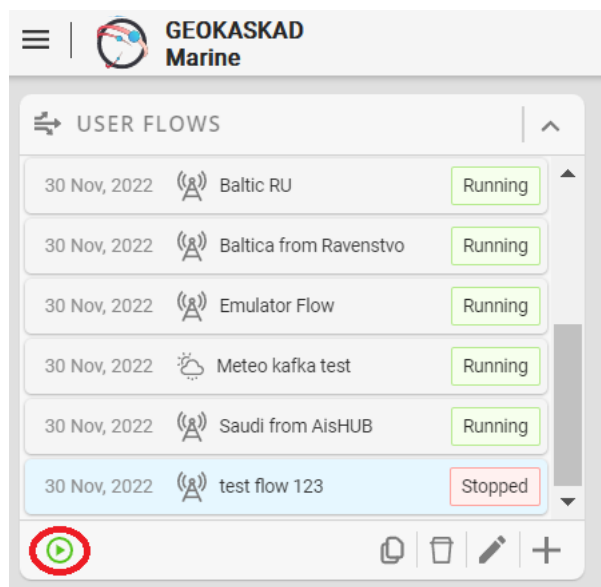 GEOKASKAD
Marine
USER FLOWS
30 Nov, 2022 Baltic RU Running
30 Nov, 2022 Baltica from Ravenstvo Running
30 Nov, 2022 Emulator Flow Running
30 Nov, 2022 Meteo kafka test Running
30 Nov, 2022 Saudi from AisHUB Running
30 Nov, 2022 test flow 123 Stopped